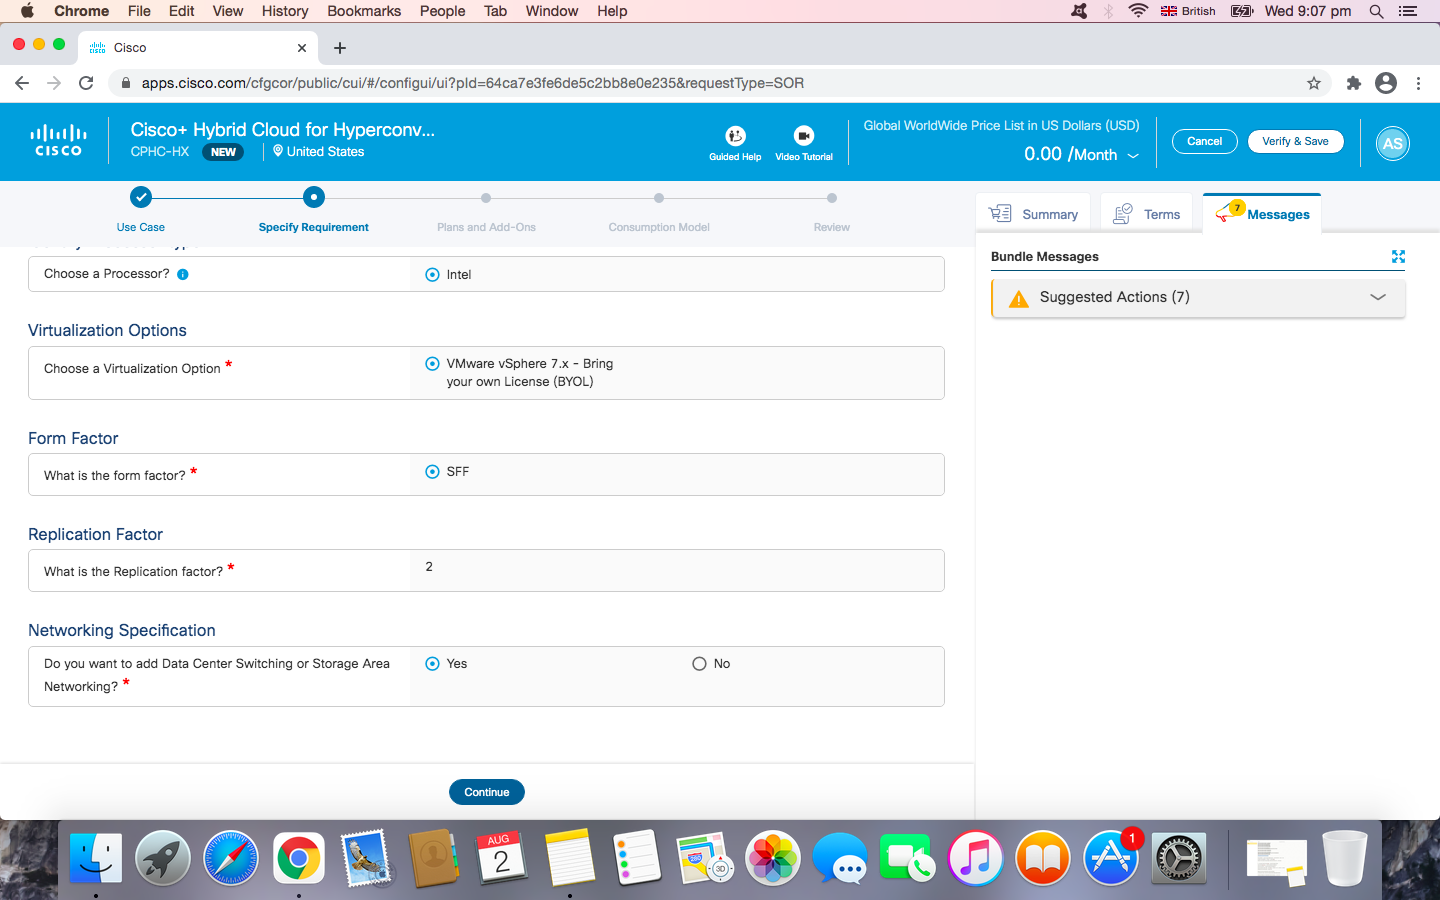 Chrome File Edit View History Bookmarks People Tab Window Help British Wed 9:07 pm
Cisco
apps.cisco.com/cfgcor/public/cui/#/configui/ui?pId=64ca7e3fe6de5c2bb8e0e235&requestType=SOR
CISCO
Cisco+ Hybrid Cloud for Hyperconv...
CPHC-HX NEW United States
Guided Help Video Tutorial
Global WorldWide Price List in US Dollars (USD)
0.00 /Month
Cancel Verify & Save AS
Use Case Specify Requirement Plans and Add-Ons Consumption Model Review
Summary Terms 7 Messages
Choose a Processor? Intel
Virtualization Options
Choose a Virtualization Option * VMware vSphere 7.x - Bring
your own License (BYOL)
Form Factor
What is the form factor? * SFF
Replication Factor
What is the Replication factor? * 2
Networking Specification
Do you want to add Data Center Switching or Storage Area
Networking? * Yes No
Continue
Bundle Messages
Suggested Actions (7)
AUG
2
280
3D
1